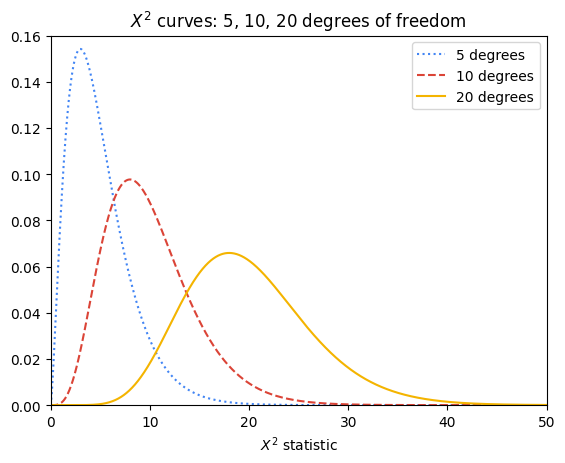 X² curves: 5, 10, 20 degrees of freedom
5 degrees
10 degrees
20 degrees
0.16
0.14
0.12
0.10
0.08
0.06
0.04
0.02
0.00
0 10 20 30 40 50
X² statistic